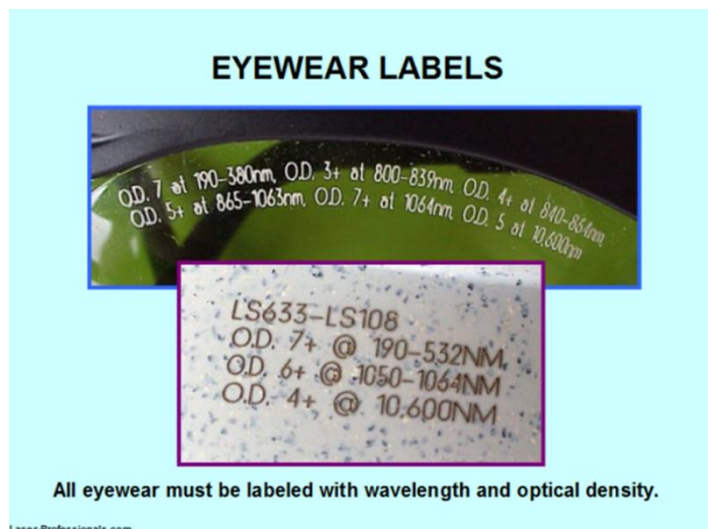 EYEWEAR LABELS
O.D. 7 at 190-380nm, O.D. 3+ at 800-839nm, O.D. 4+ at 840-864nm,
O.D. 5+ at 865-1063nm, O.D. 7+ at 1064nm, O.D. 5 at 10,600nm
LS633-LS108
O.D. 7+ @ 190-532NM,
O.D. 6+ @ 1050-1064NM
O.D. 4+ @ 10,600NM
All eyewear must be labeled with wavelength and optical density.